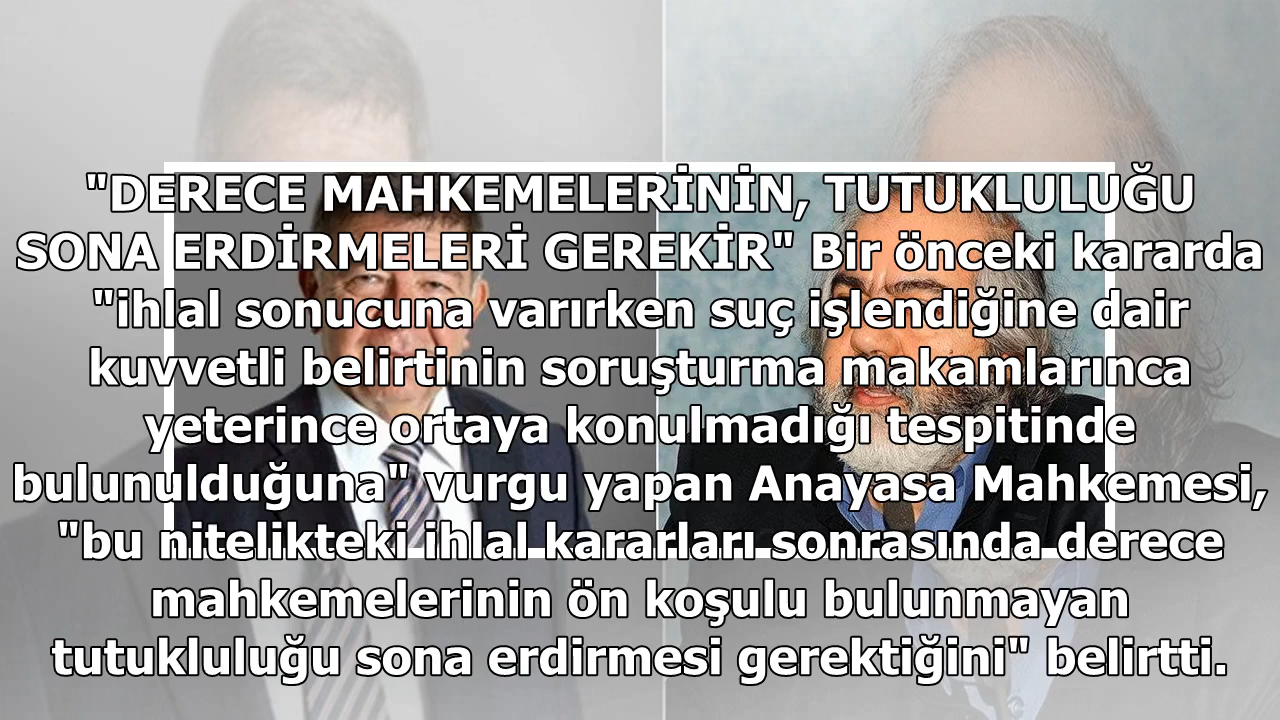 "DERECE MAHKEMELERİNİN, TUTUKLULUĞU
SONA ERDİRMELERİ GEREKİR" Bir önceki kararda
"ihlal sonucuna varırken suç işlendiğine dair
kuvvetli belirtinin soruşturma makamlarınca
yeterince ortaya konulmadığı tespitinde
bulunulduğuna" vurgu yapan Anayasa Mahkemesi,
"bu nitelikteki ihlal kararları sonrasında derece
mahkemelerinin ön koşulu bulunmayan
tutukluluğu sona erdirmesi gerektiğini" belirtti.